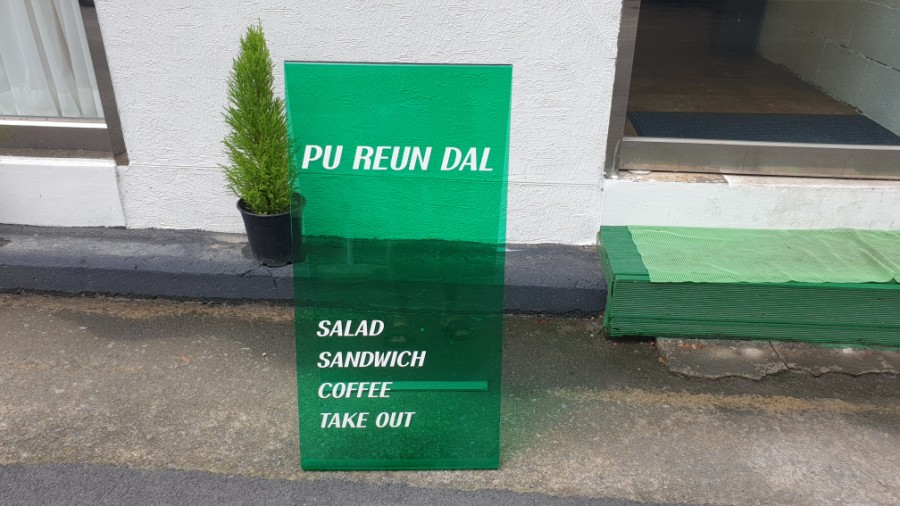 PU REUN DAL
SALAD
SANDWICH
COFFEE
TAKE OUT